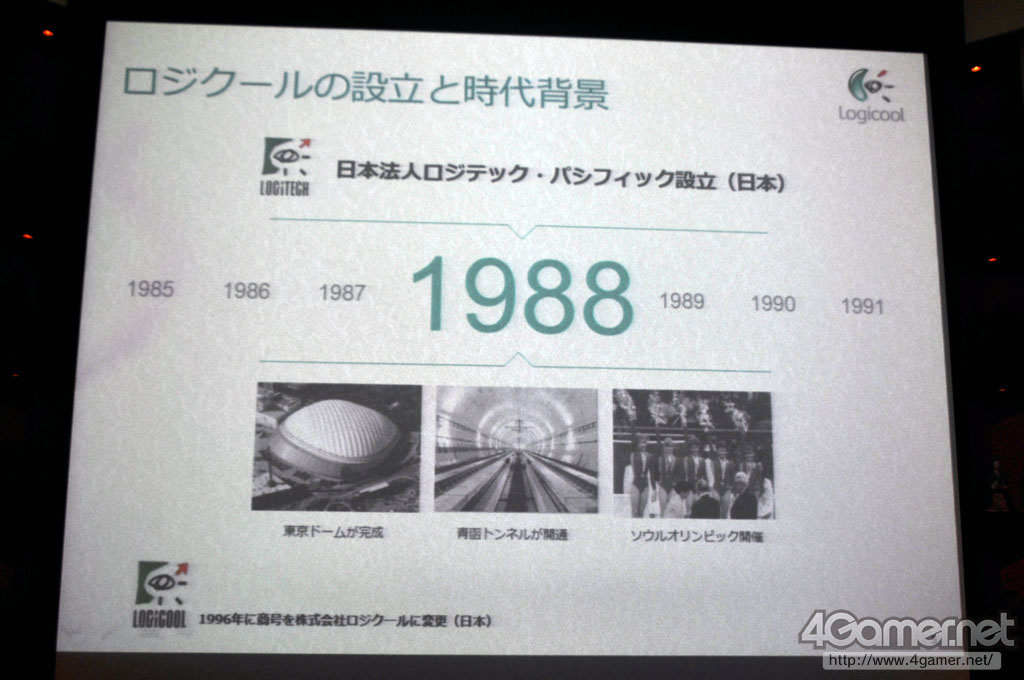 ロジクールの設立と時代背景
Logicool
LOGITECH
日本法人ロジテック・パシフィック設立（日本）
1985 1986 1987 1988 1989 1990 1991
東京ドームが完成 青函トンネルが開通 ソウルオリンピック開催
LOGICOOL
1996年に商号を株式会社ロジクールに変更（日本）
4Gamer.net
http://www.4gamer.net/